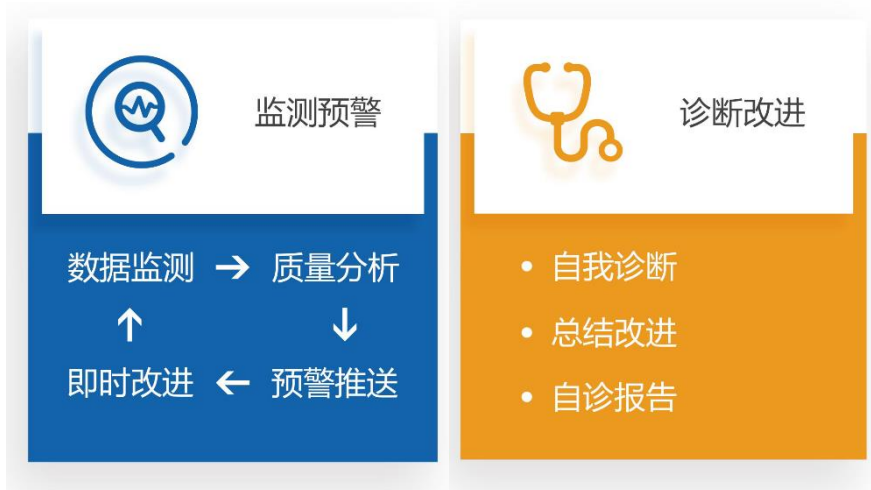 监测预警
数据监测 → 质量分析
↑ ↓
即时改进 ← 预警推送
诊断改进
• 自我诊断
• 总结改进
• 自诊报告